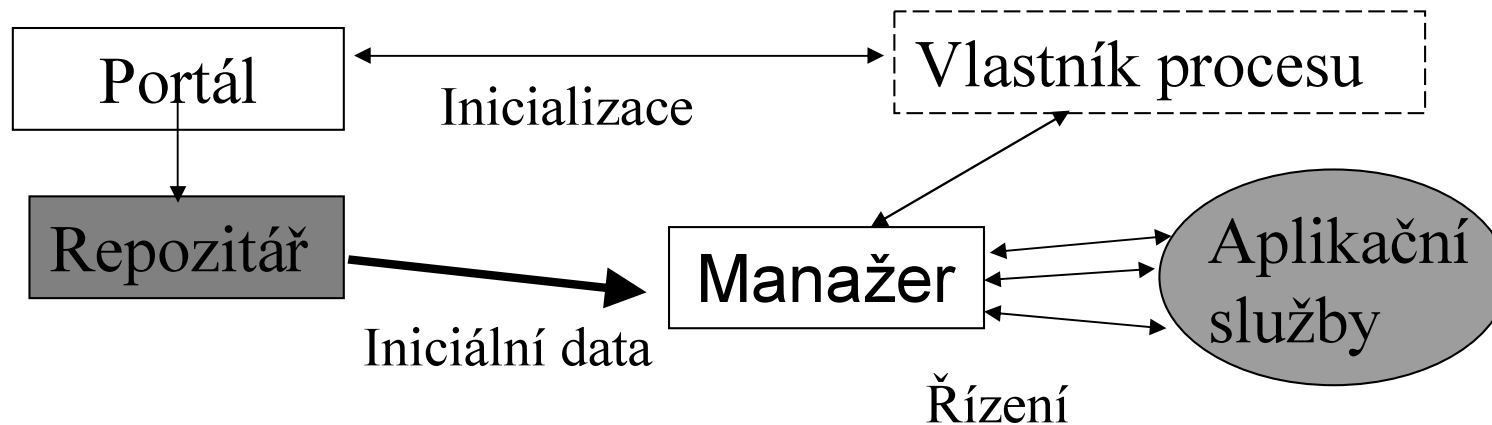 Portál
Vlastník procesu
Inicializace
Repozitář
Manažer
Aplikační
služby
Iniciální data
Řízení